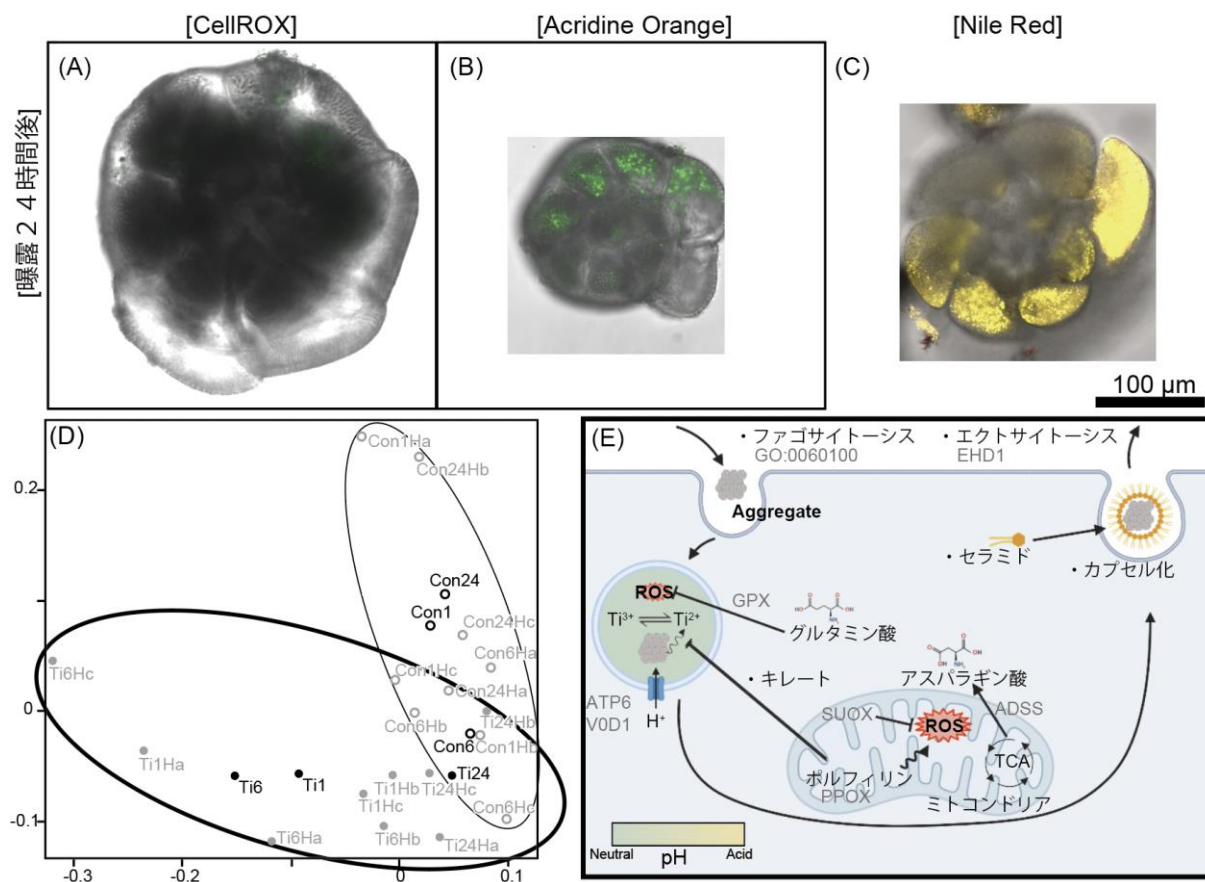 [CellROX]
[Acridine Orange]
[Nile Red]
[曝露２４時間後]
(A)
(B)
(C)
100 µm
(D)
0.2
0
-0.1
-0.3
-0.2
-0.1
0
0.1
Con1Ha
Con24Hb
Con24
Con1
Con24Hc
Con6Ha
Con1Hc
Con24Ha
Con6Hb
Ti24Hb
Con6
Con1Hb
Ti6Hc
Ti1Ha
Ti6
Ti1
Ti24
Ti1Hb
Ti24Hc
Ti1Hc
Con6Hc
Ti6Ha
Ti6Hb
Ti24Ha
(E)
・ファゴサイトーシス
GO:0060100
・エクトサイトーシス
EHD1
Aggregate
・セラミド
・カプセル化
ROS
GPX
Ti³⁺ ⇌ Ti²⁺
グルタミン酸
アスパラギン酸
・キレート
ATP6
V0D1
H⁺
SUOX
ROS
ADSS
TCA
ポルフィリン
PPOX
ミトコンドリア
Neutral
pH
Acid